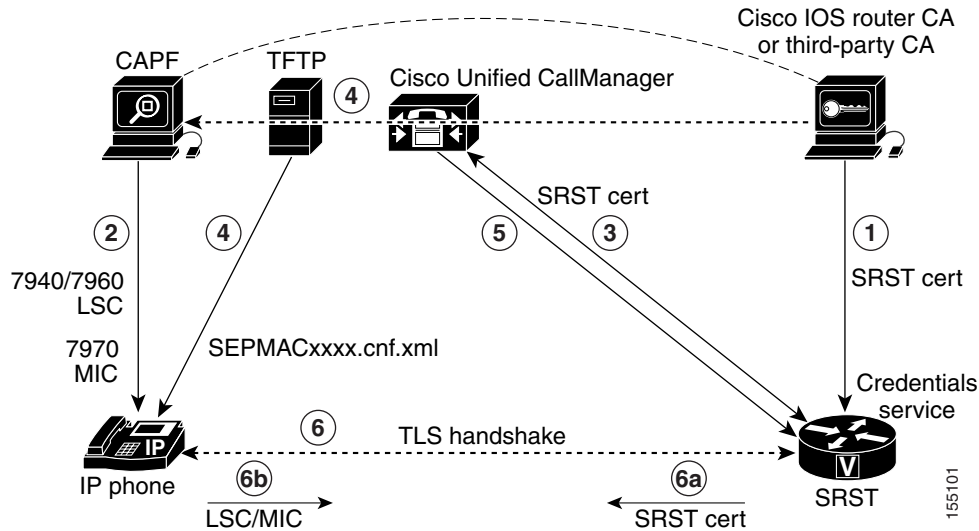 Cisco IOS router CA
or third-party CA
CAPF
TFTP
Cisco Unified CallManager
4
SRST cert
2
4
5
3
1
7940/7960
LSC
SRST cert
7970
MIC
SEPMACxxxx.cnf.xml
Credentials
service
6
TLS handshake
IP
V
IP phone
6b
6a
SRST
LSC/MIC
SRST cert
155101